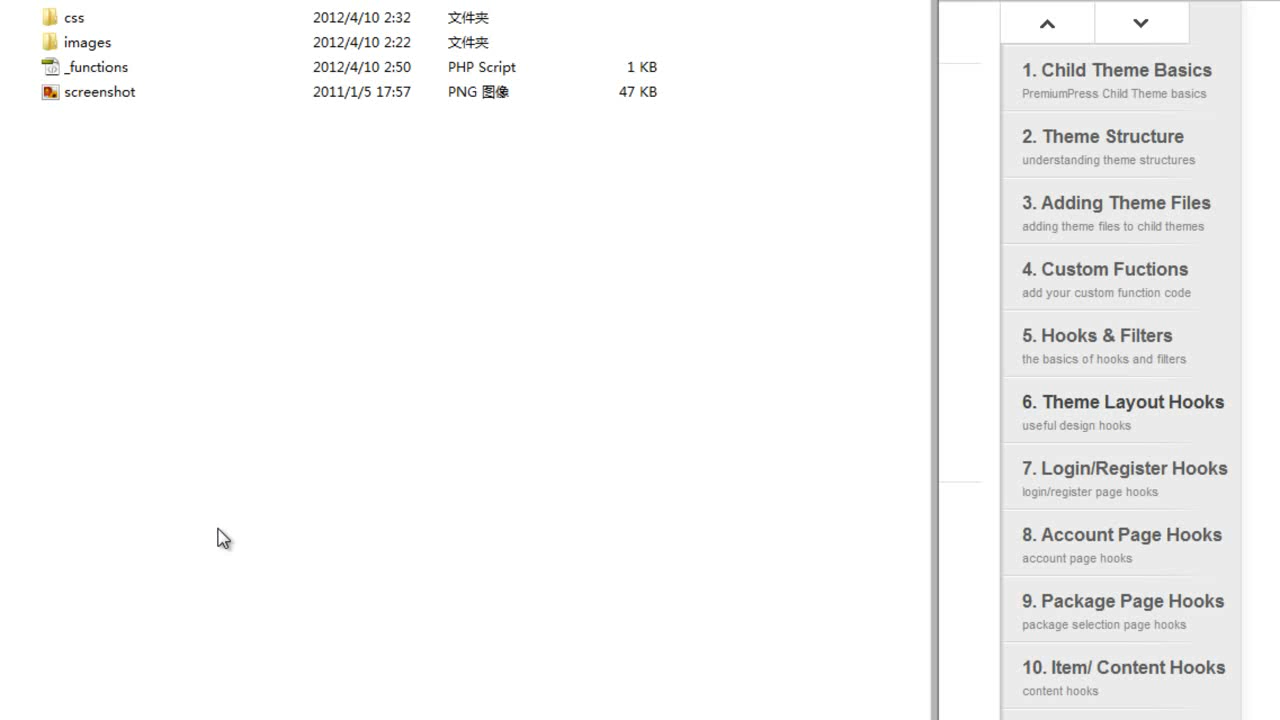 css 2012/4/10 2:32 文件夹
images 2012/4/10 2:22 文件夹
_functions 2012/4/10 2:50 PHP Script 1 KB
screenshot 2011/1/5 17:57 PNG 图像 47 KB
1. Child Theme Basics
PremiumPress Child Theme basics
2. Theme Structure
understanding theme structures
3. Adding Theme Files
adding theme files to child themes
4. Custom Fuctions
add your custom function code
5. Hooks & Filters
the basics of hooks and filters
6. Theme Layout Hooks
useful design hooks
7. Login/Register Hooks
login/register page hooks
8. Account Page Hooks
account page hooks
9. Package Page Hooks
package selection page hooks
10. Item/ Content Hooks
content hooks